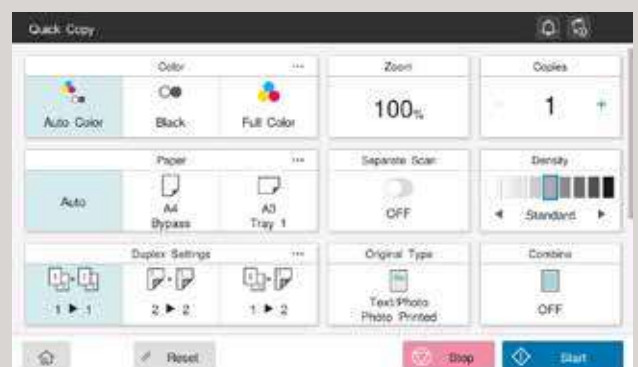 Quick Copy
Color ... Zoom Copies
Auto Color Black Full Color 100% - 1 +
Paper ... Separate Scan Density
Auto A4 Bypass A3 Tray 1 OFF Standard
Duplex Settings ... Original Type Combine
1 ▶ 1 2 ▶ 2 1 ▶ 2 Text/Photo
Photo Printed OFF
Reset Stop Start